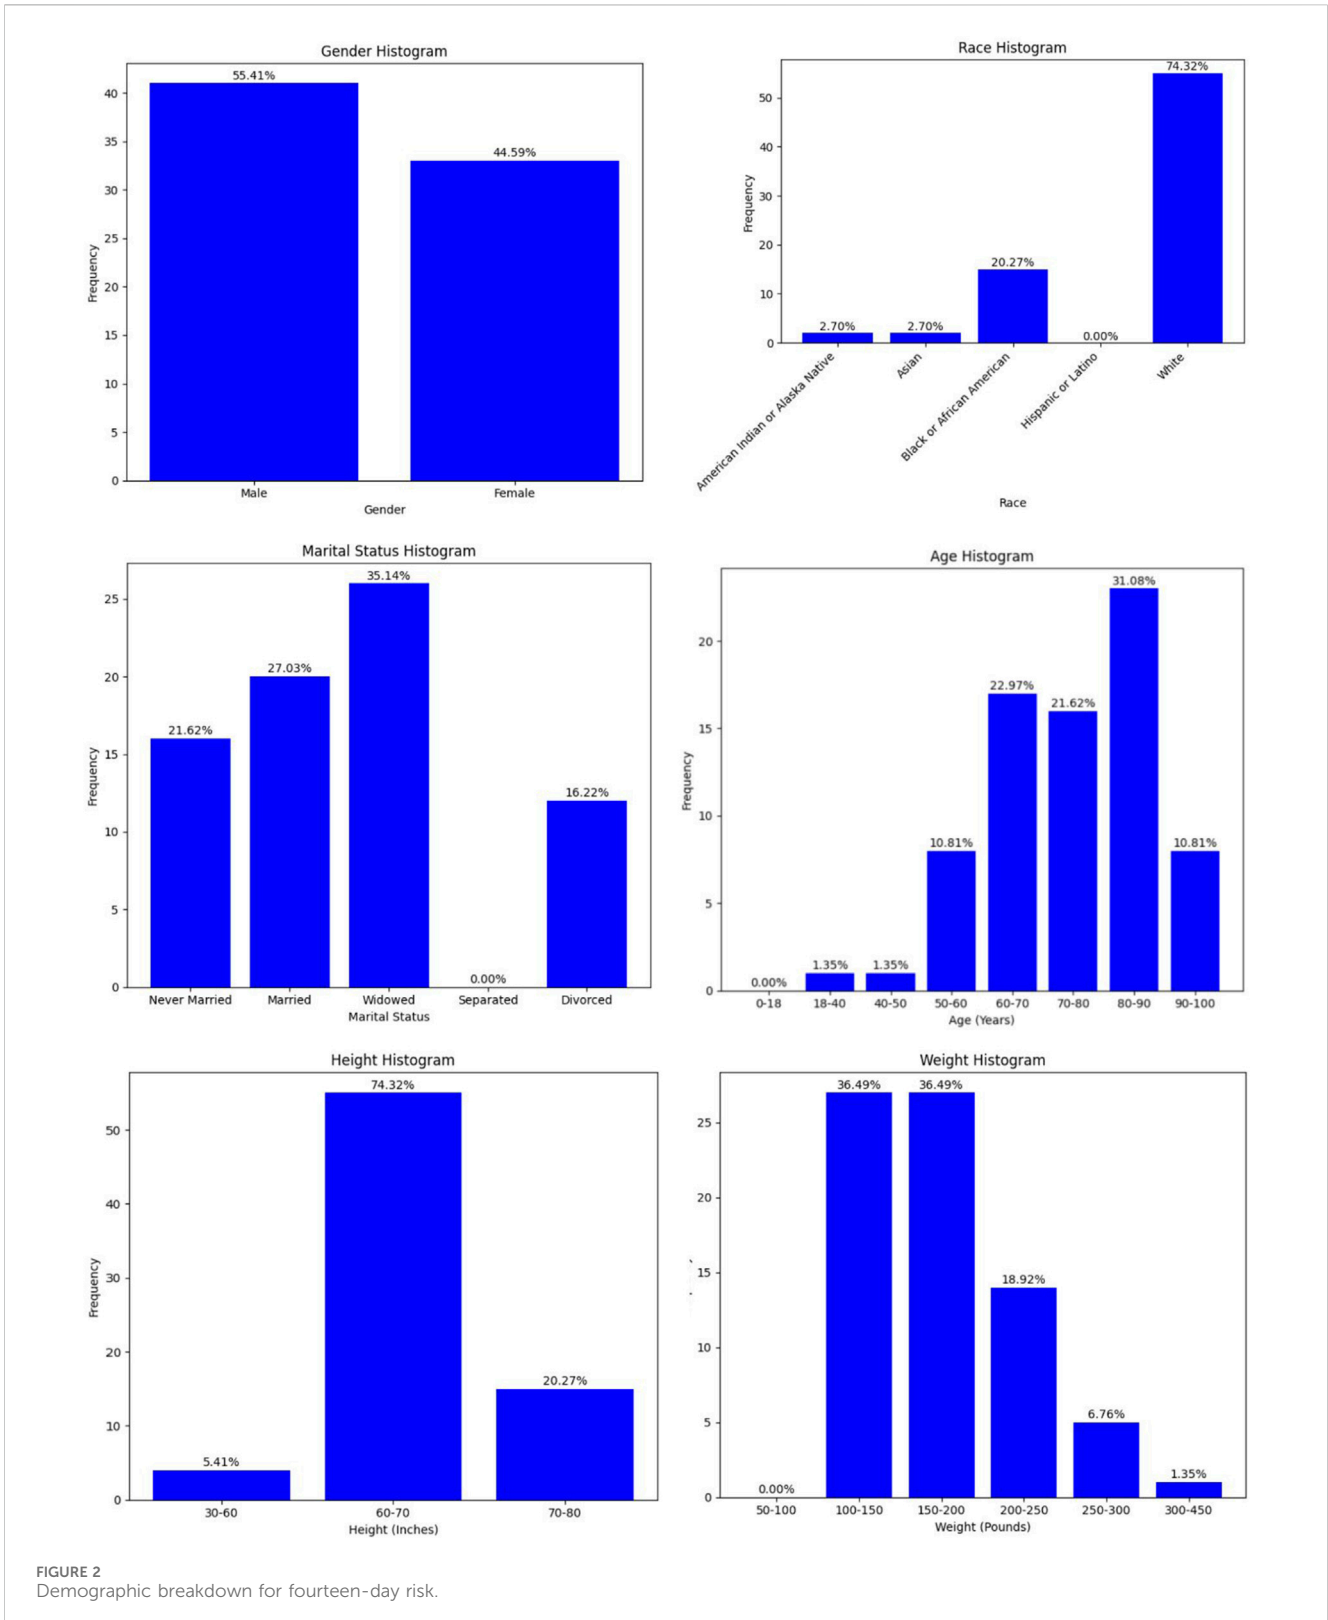 Gender Histogram
55.41%
44.59%
40
35
30
25
20
15
10
5
0
Frequency
Male
Female
Gender
Race Histogram
74.32%
20.27%
2.70%
2.70%
0.00%
50
40
30
20
10
0
Frequency
American Indian or Alaska Native
Asian
Black or African American
Hispanic or Latino
White
Race
Marital Status Histogram
35.14%
27.03%
21.62%
16.22%
0.00%
25
20
15
10
5
0
Frequency
Never Married
Married
Widowed
Separated
Divorced
Marital Status
Age Histogram
31.08%
22.97%
21.62%
10.81%
10.81%
1.35%
1.35%
0.00%
20
15
10
5
0
Frequency
0-18
18-40
40-50
50-60
60-70
70-80
80-90
90-100
Age (Years)
Height Histogram
74.32%
20.27%
5.41%
50
40
30
20
10
0
Frequency
30-60
60-70
70-80
Height (Inches)
Weight Histogram
36.49%
36.49%
18.92%
6.76%
1.35%
0.00%
25
20
15
10
5
0
50-100
100-150
150-200
200-250
250-300
300-450
Weight (Pounds)
FIGURE 2
Demographic breakdown for fourteen-day risk.